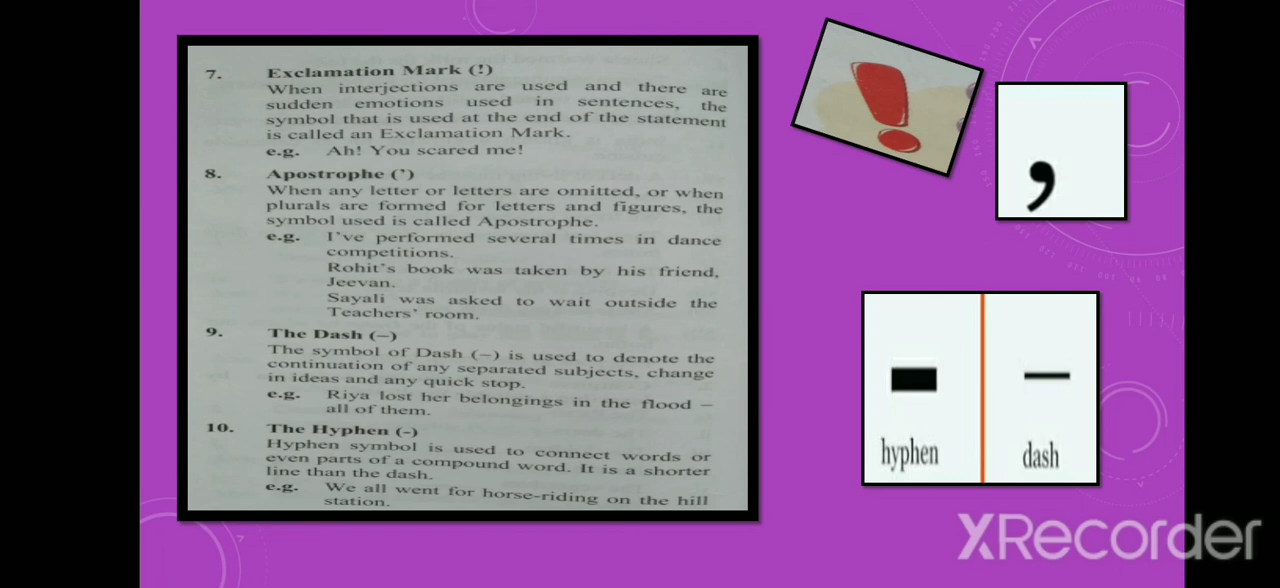 7. Exclamation Mark (!)
When interjections are used and there are
sudden emotions used in sentences, the
symbol that is used at the end of the statement
is called an Exclamation Mark.
e.g. Ah! You scared me!
8. Apostrophe (’)
When any letter or letters are omitted, or when
plurals are formed for letters and figures, the
symbol used is called Apostrophe.
e.g. I’ve performed several times in dance
competitions.
Rohit’s book was taken by his friend,
Jeevan.
Sayali was asked to wait outside the
Teachers’ room.
9. The Dash (–)
The symbol of Dash (–) is used to denote the
continuation of any separated subjects, change
in ideas and any quick stop.
e.g. Riya lost her belongings in the flood –
all of them.
10. The Hyphen (-)
Hyphen symbol is used to connect words or
even parts of a compound word. It is a shorter
line than the dash.
e.g. We all went for horse-riding on the hill
station.
!
,
- –
hyphen dash
XRecorder